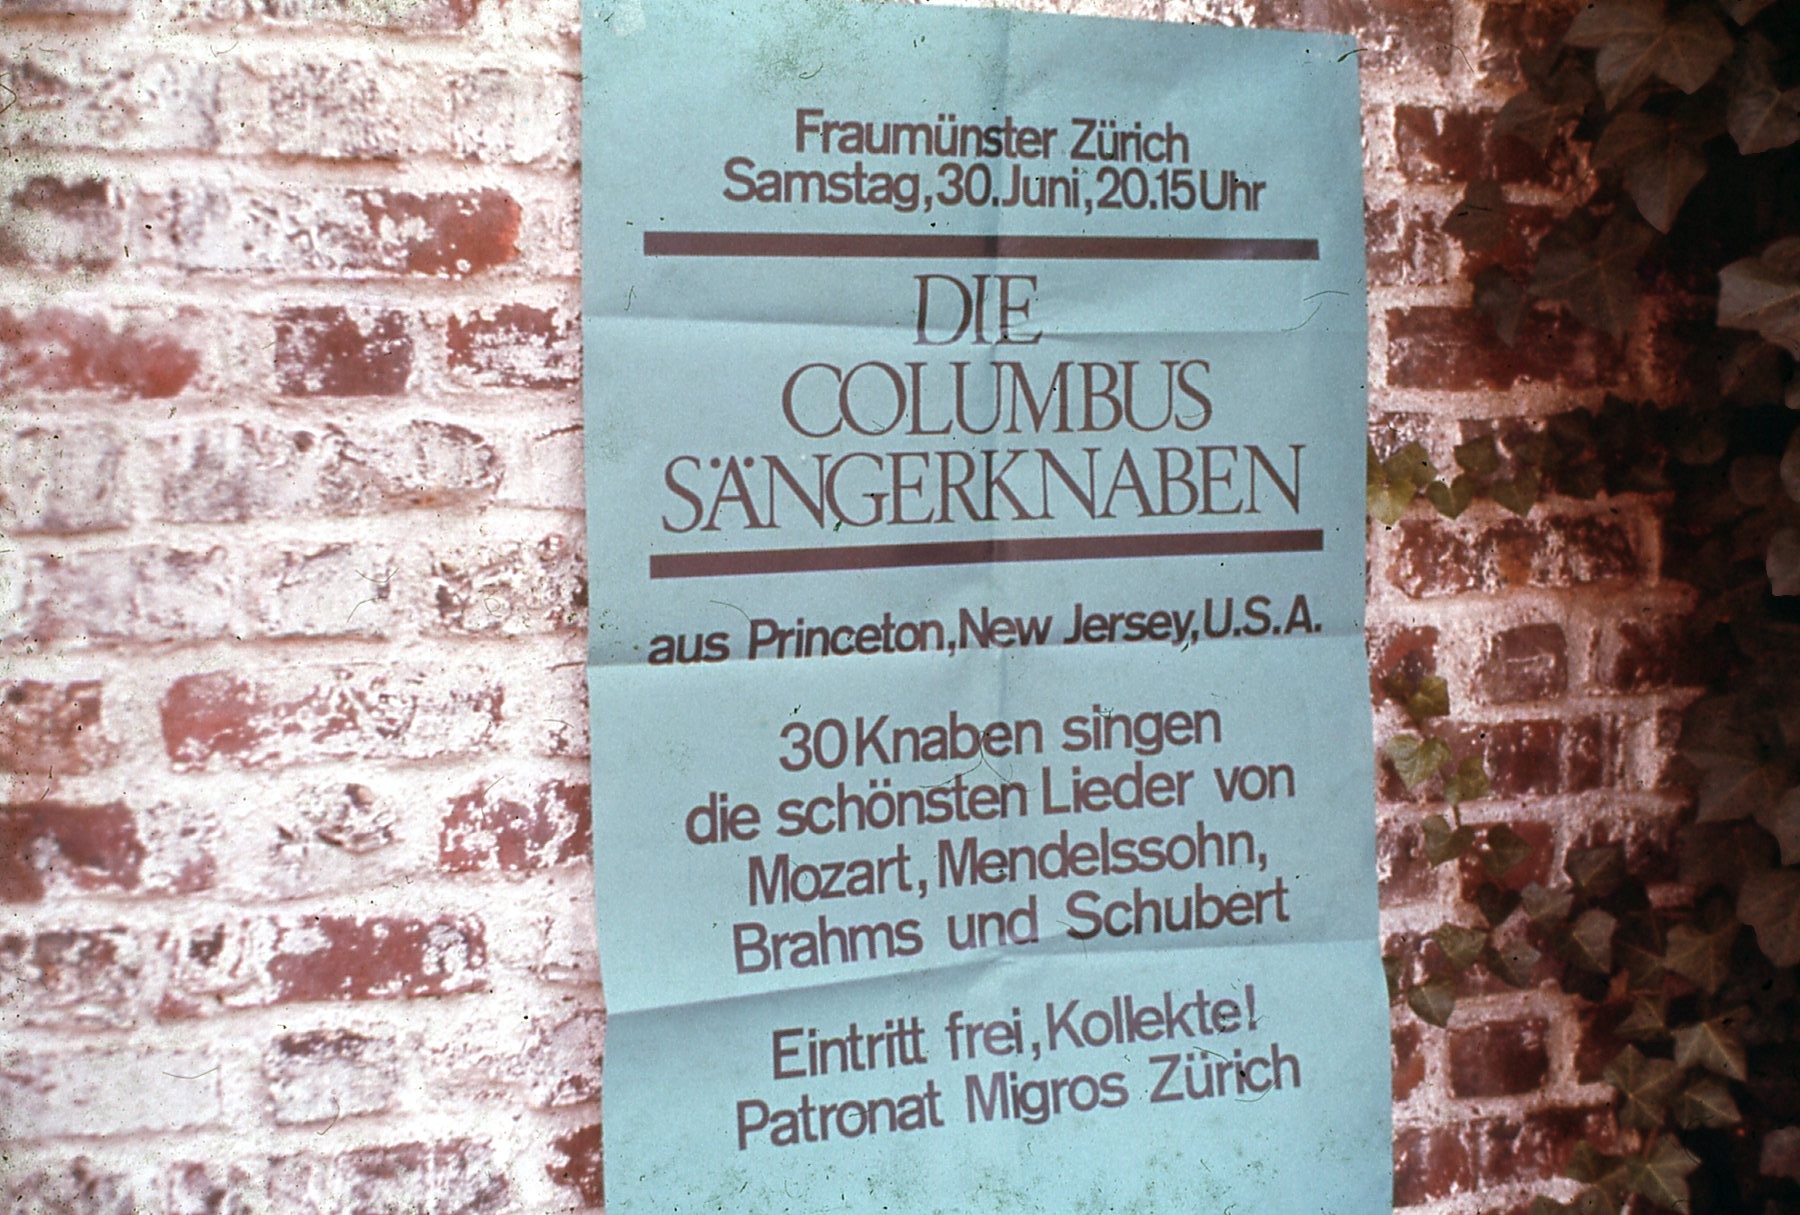 Fraumünster Zürich
Samstag, 30. Juni, 20.15 Uhr
DIE
COLUMBUS
SÄNGERKNABEN
aus Princeton, New Jersey, U.S.A.
30 Knaben singen
die schönsten Lieder von
Mozart, Mendelssohn,
Brahms und Schubert
Eintritt frei, Kollekte!
Patronat Migros Zürich